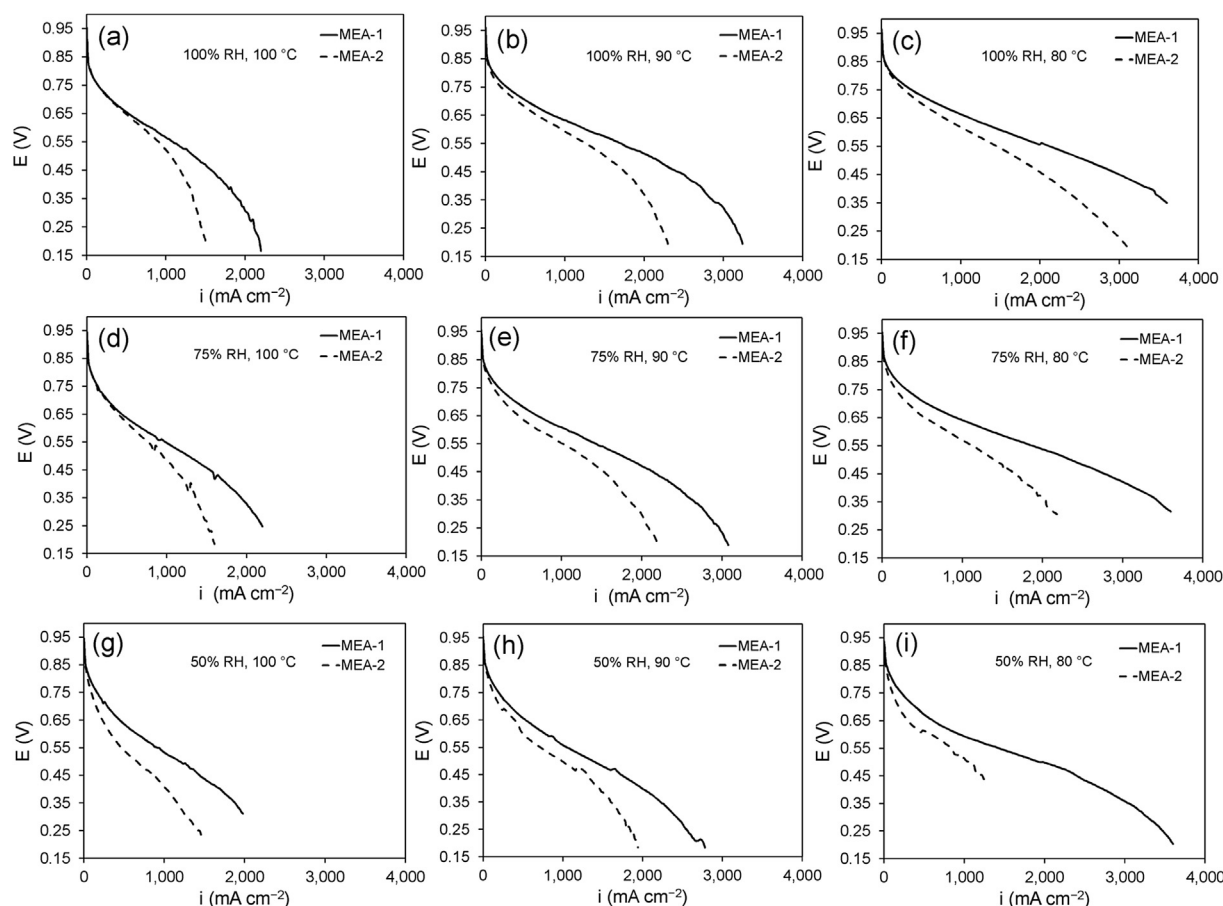 (a)
100% RH, 100 °C
MEA-1
MEA-2
E (V)
0.95
0.85
0.75
0.65
0.55
0.45
0.35
0.25
0.15
0 1,000 2,000 3,000 4,000
i (mA cm⁻²)
(b)
100% RH, 90 °C
MEA-1
MEA-2
E (V)
0.95
0.85
0.75
0.65
0.55
0.45
0.35
0.25
0.15
0 1,000 2,000 3,000 4,000
i (mA cm⁻²)
(c)
100% RH, 80 °C
MEA-1
MEA-2
E (V)
0.95
0.85
0.75
0.65
0.55
0.45
0.35
0.25
0.15
0 1,000 2,000 3,000 4,000
i (mA cm⁻²)
(d)
75% RH, 100 °C
MEA-1
MEA-2
E (V)
0.95
0.85
0.75
0.65
0.55
0.45
0.35
0.25
0.15
0 1,000 2,000 3,000 4,000
i (mA cm⁻²)
(e)
75% RH, 90 °C
MEA-1
MEA-2
E (V)
0.95
0.85
0.75
0.65
0.55
0.45
0.35
0.25
0.15
0 1,000 2,000 3,000 4,000
i (mA cm⁻²)
(f)
75% RH, 80 °C
MEA-1
MEA-2
E (V)
0.95
0.85
0.75
0.65
0.55
0.45
0.35
0.25
0.15
0 1,000 2,000 3,000 4,000
i (mA cm⁻²)
(g)
50% RH, 100 °C
MEA-1
MEA-2
E (V)
0.95
0.85
0.75
0.65
0.55
0.45
0.35
0.25
0.15
0 1,000 2,000 3,000 4,000
i (mA cm⁻²)
(h)
50% RH, 90 °C
MEA-1
MEA-2
E (V)
0.95
0.85
0.75
0.65
0.55
0.45
0.35
0.25
0.15
0 1,000 2,000 3,000 4,000
i (mA cm⁻²)
(i)
50% RH, 80 °C
MEA-1
MEA-2
E (V)
0.95
0.85
0.75
0.65
0.55
0.45
0.35
0.25
0.15
0 1,000 2,000 3,000 4,000
i (mA cm⁻²)